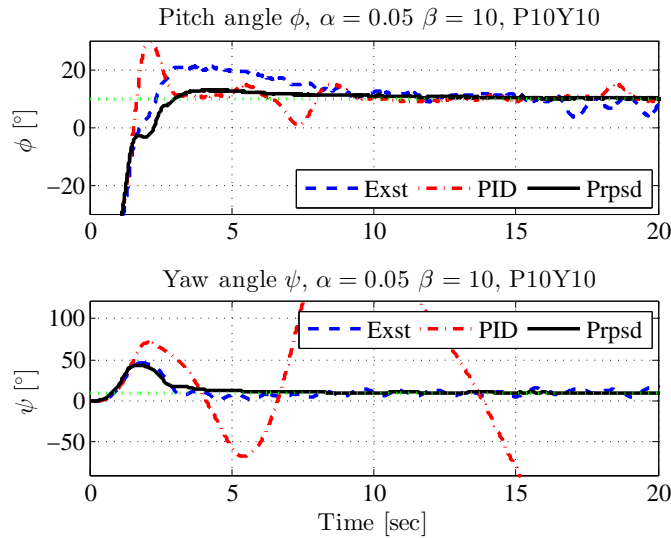 Pitch angle ϕ, α = 0.05 β = 10, P10Y10
20
0
−20
ϕ [°]
Exst PID Prpsd
0 5 10 15 20
Yaw angle ψ, α = 0.05 β = 10, P10Y10
100
50
0
−50
ψ [°]
Exst PID Prpsd
0 5 10 15 20
Time [sec]